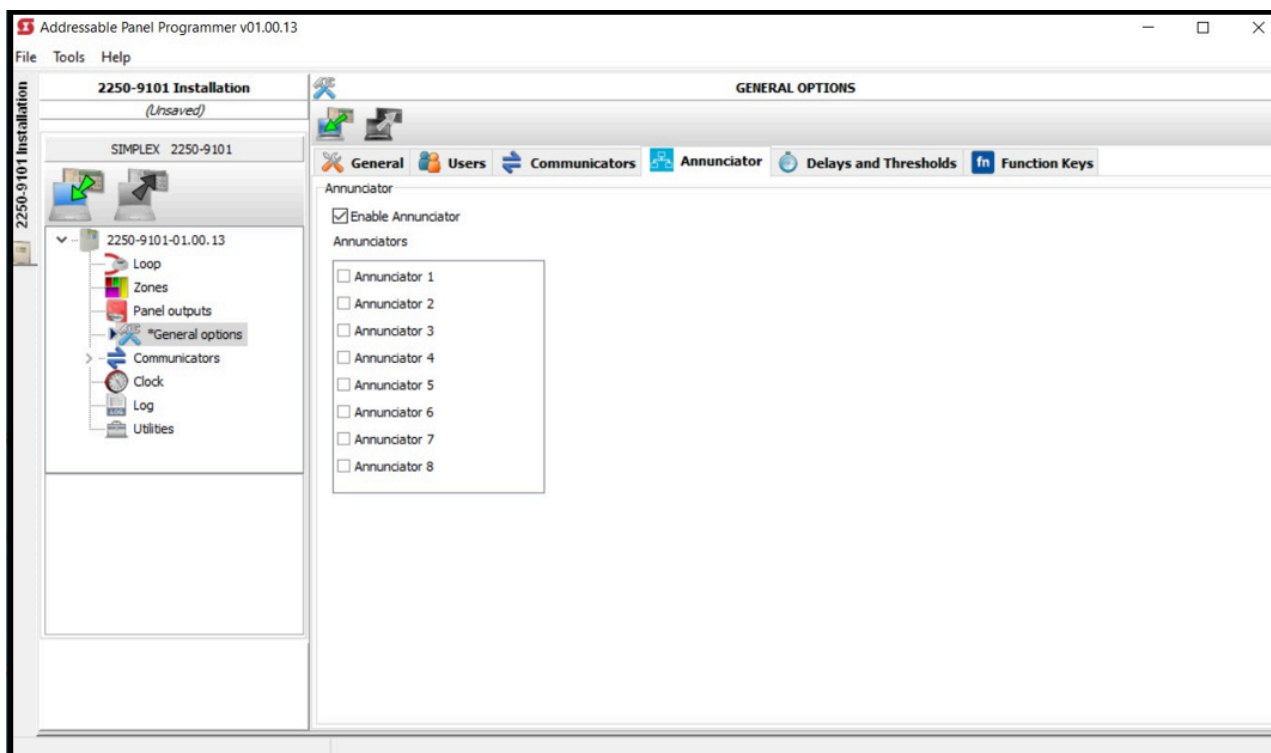 Addressable Panel Programmer v01.00.13
File Tools Help
2250-9101 Installation
2250-9101 Installation
(Unsaved)
SIMPLEX 2250-9101
2250-9101-01.00.13
Loop
Zones
Panel outputs
*General options
Communicators
Clock
LOG
Log
Utilities
GENERAL OPTIONS
General Users Communicators Annunciator Delays and Thresholds fn Function Keys
Annunciator
Enable Annunciator
Annunciators
Annunciator 1
Annunciator 2
Annunciator 3
Annunciator 4
Annunciator 5
Annunciator 6
Annunciator 7
Annunciator 8